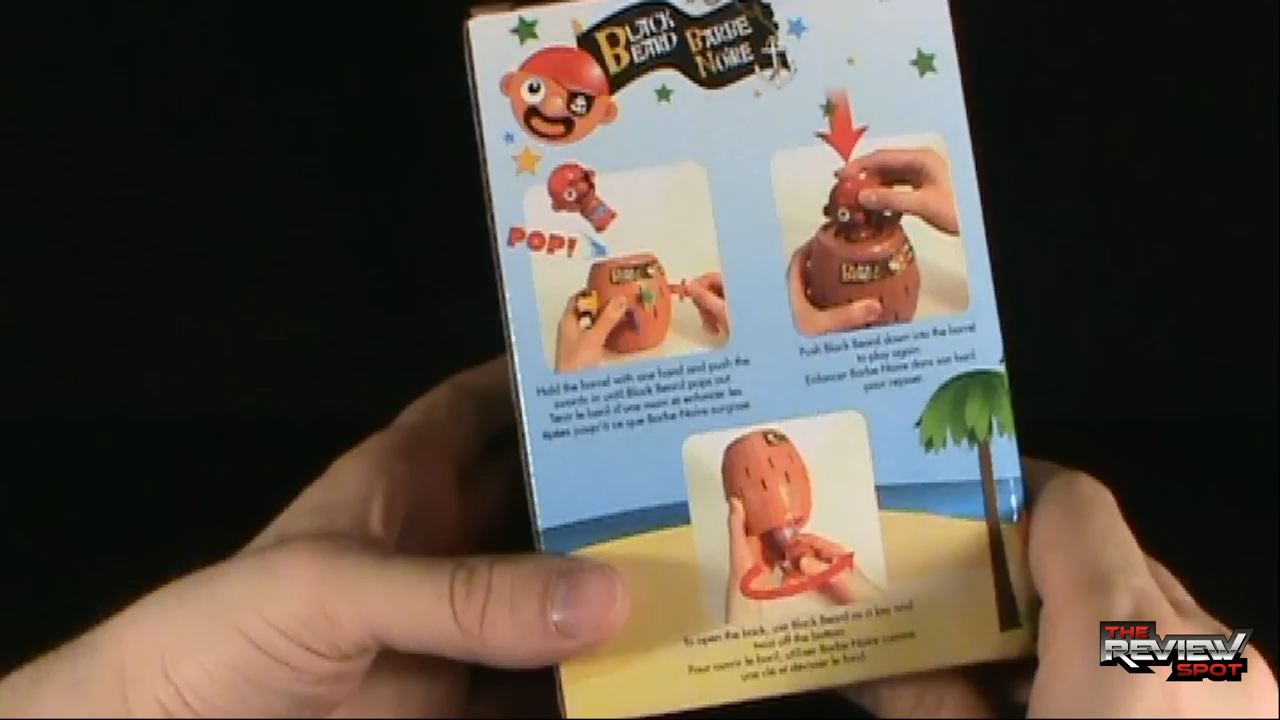 BLACK BEARD
BARBE NOIRE
POP!
Hold the barrel with one hand and push the
swords in until Black Beard pops out.
Tenir le baril d'une main et enfoncer les
épées jusqu'à ce que Barbe Noire surgisse
Push Black Beard down into the barrel
to play again.
Enfoncer Barbe Noire dans son baril
pour rejouer.
To open the back, use Black Beard as a key and
twist off the bottom.
Pour ouvrir le baril, utiliser Barbe Noire comme
une clé et dévisser le fond.
THE
REVIEW
SPOT